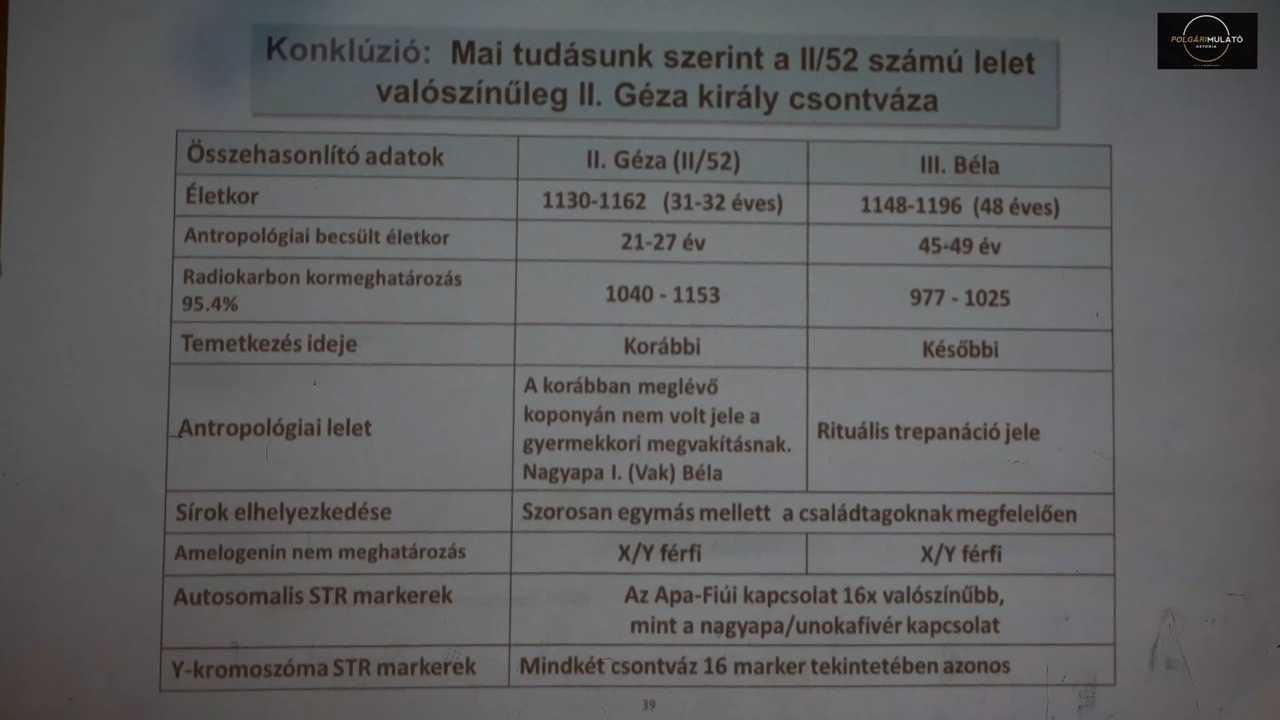 POLGÁRIMULATÓ
ASTORIA
Konklúzió: Mai tudásunk szerint a II/52 számú lelet
valószínűleg II. Géza király csontváza
Összehasonlító adatok
II. Géza (II/52)
III. Béla
Életkor
1130-1162 (31-32 éves)
1148-1196 (48 éves)
Antropológiai becsült életkor
21-27 év
45-49 év
Radiokarbon kormeghatározás
95.4%
1040 - 1153
977 - 1025
Temetkezés ideje
Korábbi
Későbbi
Antropológiai lelet
A korábban meglévő
koponyán nem volt jele a
gyermekkori megvakításnak.
Nagyapa I. (Vak) Béla
Rituális trepanáció jele
Sírok elhelyezkedése
Szorosan egymás mellett a családtagoknak megfelelően
Amelogenin nem meghatározás
X/Y férfi
X/Y férfi
Autosomalis STR markerek
Az Apa-Fiúi kapcsolat 16x valószínűbb,
mint a nagyapa/unokafivér kapcsolat
Y-kromoszóma STR markerek
Mindkét csontváz 16 marker tekintetében azonos
39